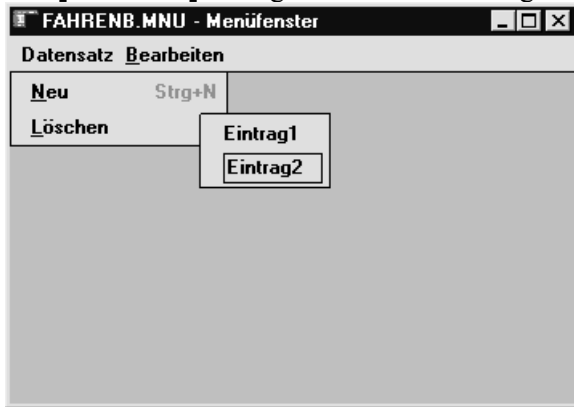 FAHRENB.MNU - Menüfenster
Datensatz Bearbeiten
Neu Strg+N
Löschen
Eintrag1
Eintrag2